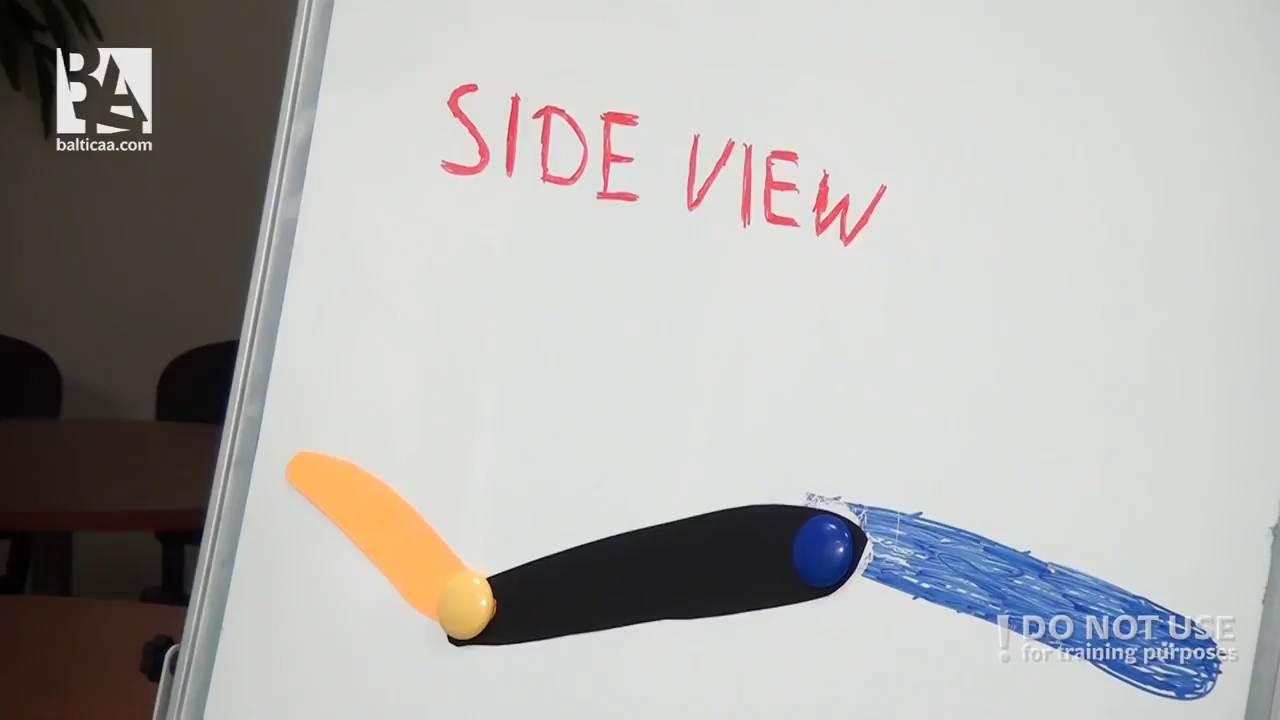 BA
balticaa.com
SIDE VIEW
! DO NOT USE
for training purposes